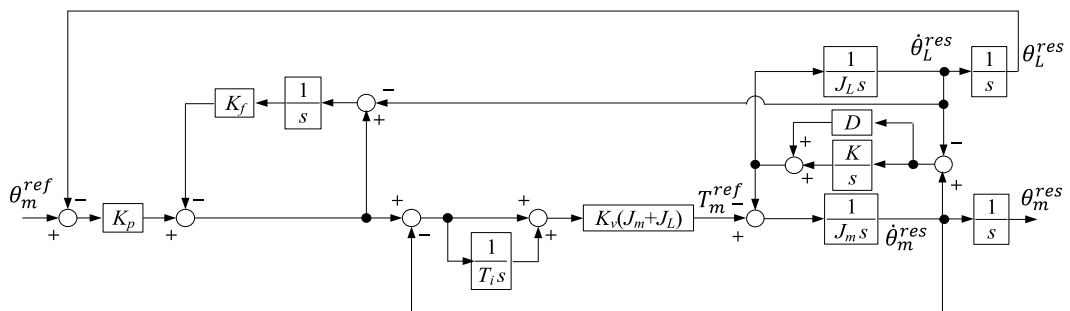 θ̇_L^res
θ_L^res
1
J_L s
1
s
−
1
s
K_f
−
+
D
+
+
K
s
−
+
θ_m^ref
−
+
K_p
−
+
+
−
+
+
1
T_i s
K_v(J_m+J_L)
T_m^ref
−
+
1
J_m s
θ̇_m^res
1
s
θ_m^res